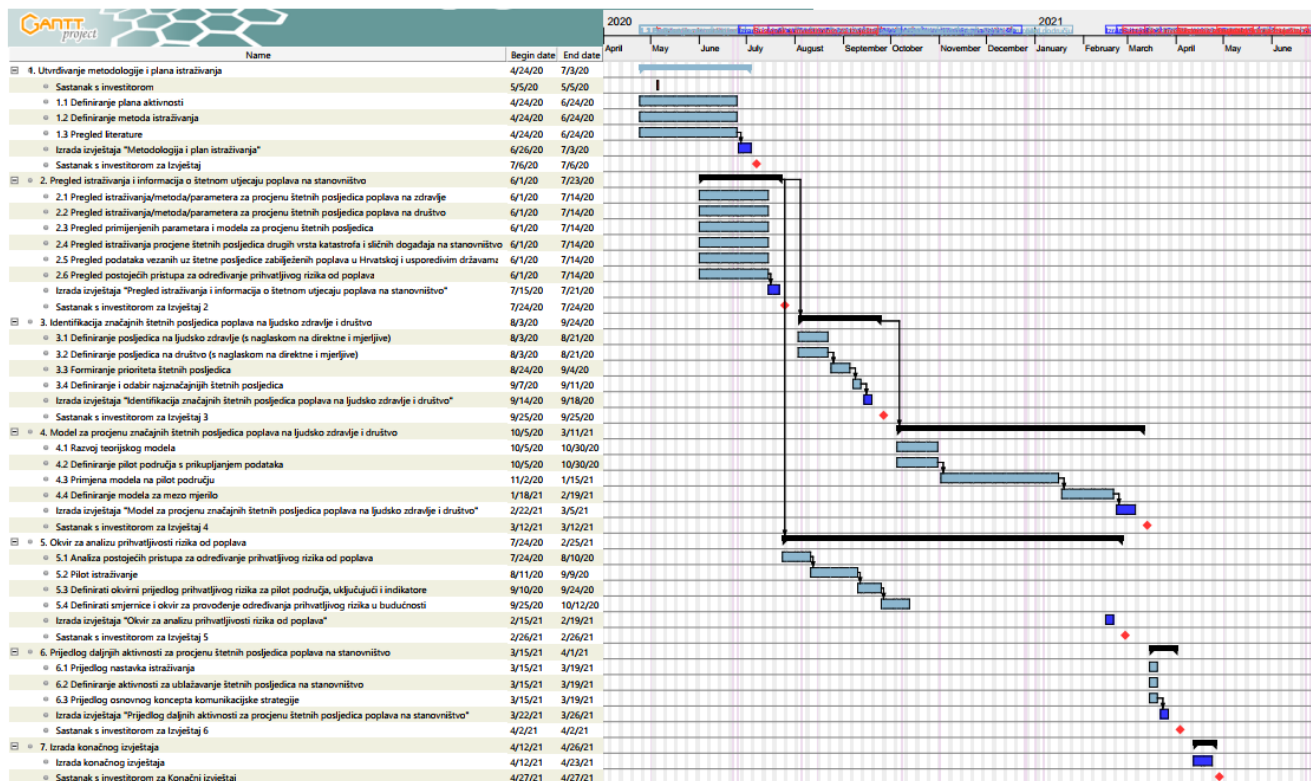 GANTT
project
2020
2021
April May June July August September October November December January February March April May June
Name Begin date End date
1. Utvrđivanje metodologije i plana istraživanja 4/24/20 7/3/20
Sastanak s investitorom 5/5/20 5/5/20
1.1 Definiranje plana aktivnosti 4/24/20 6/24/20
1.2 Definiranje metoda istraživanja 4/24/20 6/24/20
1.3 Pregled literature 4/24/20 6/24/20
Izrada izvještaja "Metodologija i plan istraživanja" 6/26/20 7/3/20
Sastanak s investitorom za Izvještaj 7/6/20 7/6/20
2. Pregled istraživanja i informacija o štetnom utjecaju poplava na stanovništvo 6/1/20 7/23/20
2.1 Pregled istraživanja/metoda/parametera za procjenu štetnih posljedica poplava na zdravlje 6/1/20 7/14/20
2.2 Pregled istraživanja/metoda/parametera za procjenu štetnih posljedica poplava na društvo 6/1/20 7/14/20
2.3 Pregled primijenjenih parametara i modela za procjenu štetnih posljedica 6/1/20 7/14/20
2.4 Pregled istraživanja procjene štetnih posljedica drugih vrsta katastrofa i sličnih događaja na stanovništvo 6/1/20 7/14/20
2.5 Pregled podataka vezanih uz štetne posljedice zabilježenih poplava u Hrvatskoj i usporedivim državama 6/1/20 7/14/20
2.6 Pregled postojećih pristupa za određivanje prihvatljivog rizika od poplava 6/1/20 7/14/20
Izrada izvještaja "Pregled istraživanja i informacija o štetnom utjecaju poplava na stanovništvo" 7/15/20 7/21/20
Sastanak s investitorom za Izvještaj 2 7/24/20 7/24/20
3. Identifikacija značajnih štetnih posljedica poplava na ljudsko zdravlje i društvo 8/3/20 9/24/20
3.1 Definiranje posljedica na ljudsko zdravlje (s naglaskom na direktne i mjerljive) 8/3/20 8/21/20
3.2 Definiranje posljedica na društvo (s naglaskom na direktne i mjerljive) 8/3/20 8/21/20
3.3 Formiranje prioriteta štetnih posljedica 8/24/20 9/4/20
3.4 Definiranje i odabir najznačajnijih štetnih posljedica 9/7/20 9/11/20
Izrada izvještaja "Identifikacija značajnih štetnih posljedica poplava na ljudsko zdravlje i društvo" 9/14/20 9/18/20
Sastanak s investitorom za Izvještaj 3 9/25/20 9/25/20
4. Model za procjenu značajnih štetnih posljedica poplava na ljudsko zdravlje i društvo 10/5/20 3/11/21
4.1 Razvoj teorijskog modela 10/5/20 10/30/20
4.2 Definiranje pilot područja s prikupljanjem podataka 10/5/20 10/30/20
4.3 Primjena modela na pilot području 11/2/20 1/15/21
4.4 Definiranje modela za mezo mjerilo 1/18/21 2/19/21
Izrada izvještaja "Model za procjenu značajnih štetnih posljedica poplava na ljudsko zdravlje i društvo" 2/22/21 3/5/21
Sastanak s investitorom za Izvještaj 4 3/12/21 3/12/21
5. Okvir za analizu prihvatljivosti rizika od poplava 7/24/20 2/25/21
5.1 Analiza postojećih pristupa za određivanje prihvatljivog rizika od poplava 7/24/20 8/10/20
5.2 Pilot istraživanje 8/11/20 9/9/20
5.3 Definirati okvirni prijedlog prihvatljivog rizika za pilot područja, uključujući i indikatore 9/10/20 9/24/20
5.4 Definirati smjernice i okvir za provođenje određivanja prihvatljivog rizika u budućnosti 9/25/20 10/12/20
Izrada izvještaja "Okvir za analizu prihvatljivosti rizika od poplava" 2/15/21 2/19/21
Sastanak s investitorom za Izvještaj 5 2/26/21 2/26/21
6. Prijedlog daljnjih aktivnosti za procjenu štetnih posljedica poplava na stanovništvo 3/15/21 4/1/21
6.1 Prijedlog nastavka istraživanja 3/15/21 3/19/21
6.2 Definiranje aktivnosti za ublažavanje štetnih posljedica na stanovništvo 3/15/21 3/19/21
6.3 Prijedlog osnovnog koncepta komunikacijske strategije 3/15/21 3/19/21
Izrada izvještaja "Prijedlog daljnih aktivnosti za procjenu štetnih posljedica poplava na stanovništvo" 3/22/21 3/26/21
Sastanak s investitorom za Izvještaj 6 4/2/21 4/2/21
7. Izrada konačnog izvještaja 4/12/21 4/26/21
Izrada konačnog izvještaja 4/12/21 4/23/21
Sastanak s investitorom za Konačni izvještaj 4/27/21 4/27/21